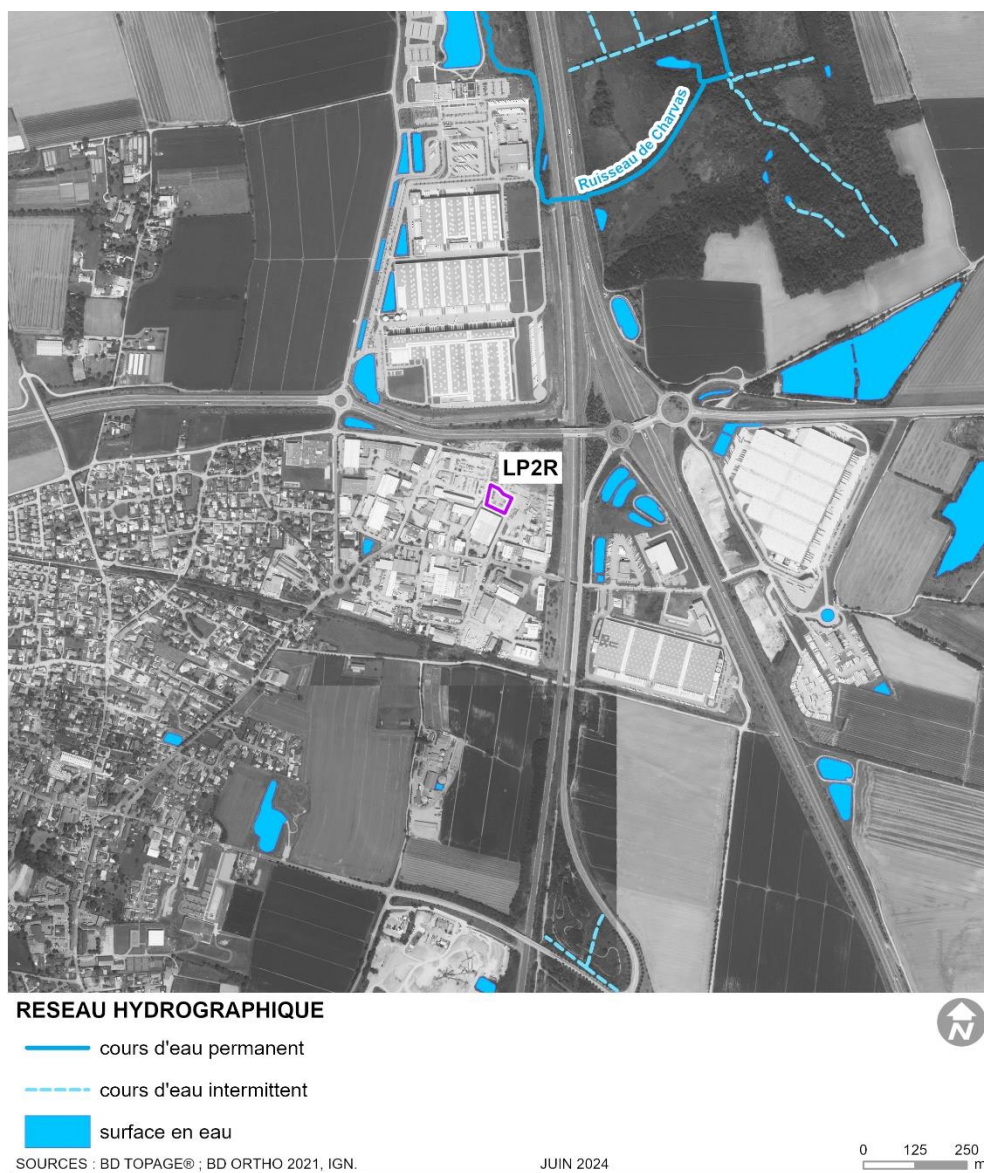 Ruisseau de Charvas
LP2R
RESEAU HYDROGRAPHIQUE
N
cours d'eau permanent
cours d'eau intermittent
surface en eau
SOURCES : BD TOPAGE® ; BD ORTHO 2021, IGN.
JUIN 2024
0 125 250
m